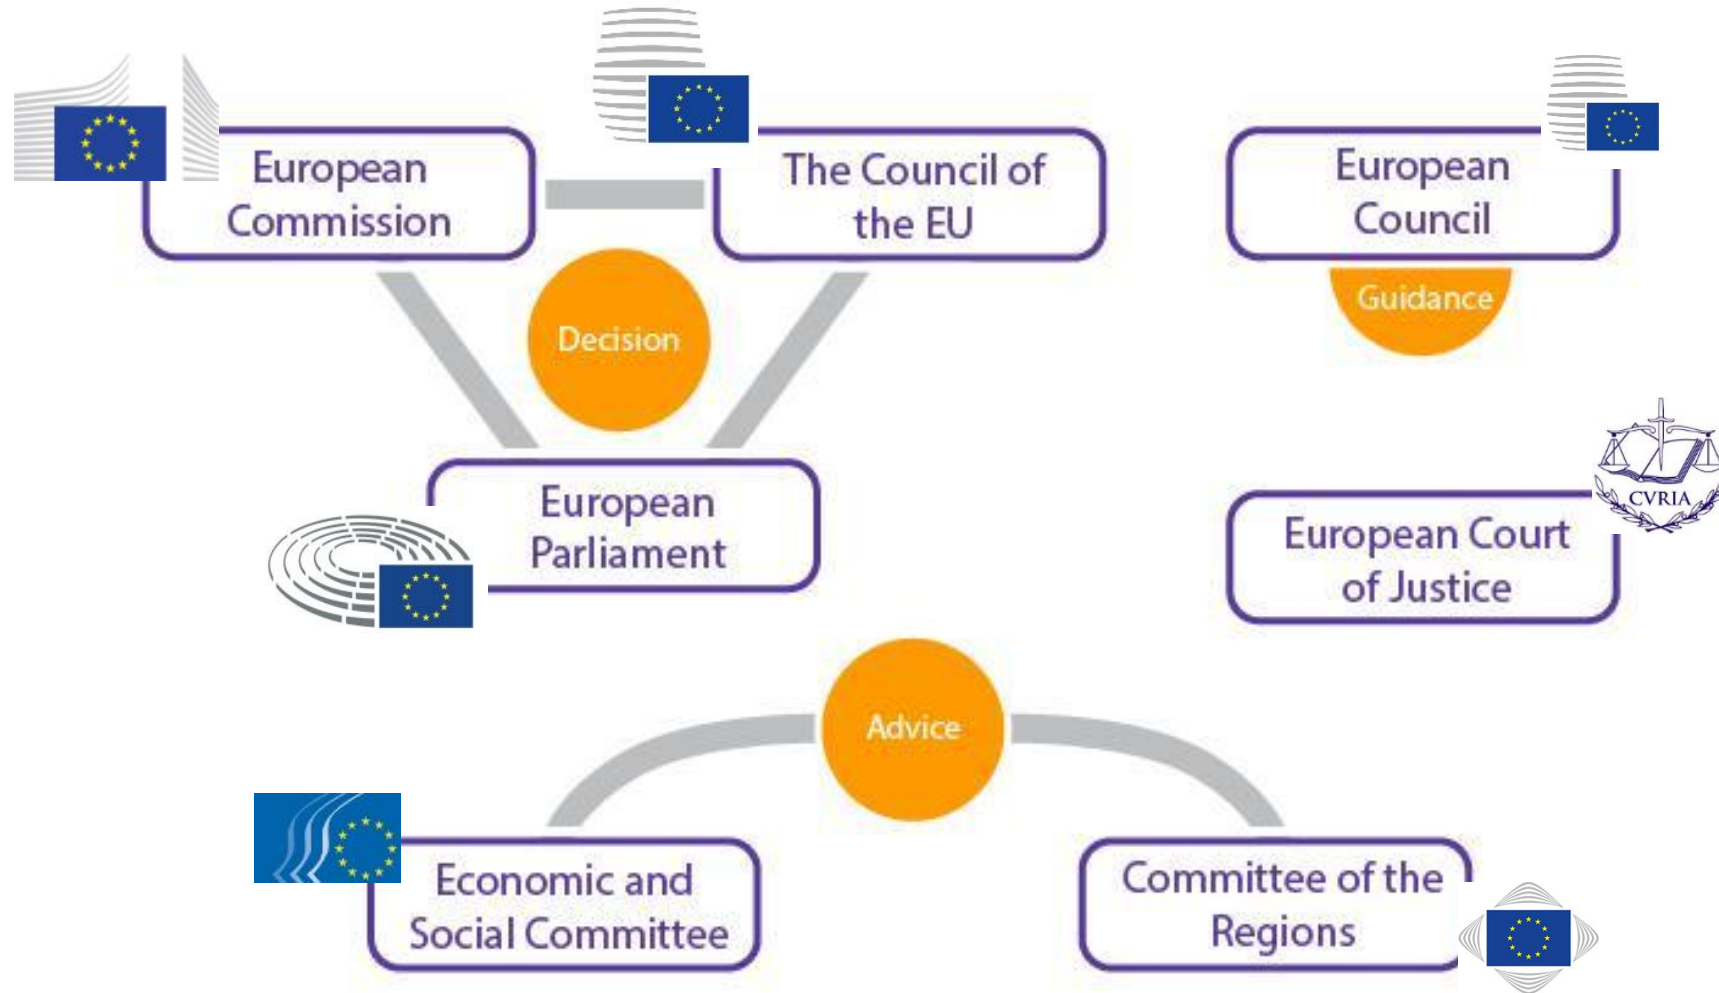 European
Commission
The Council of
the EU
European
Council
Decision
Guidance
European
Parliament
CVRIA
European Court
of Justice
Advice
Economic and
Social Committee
Committee of the
Regions